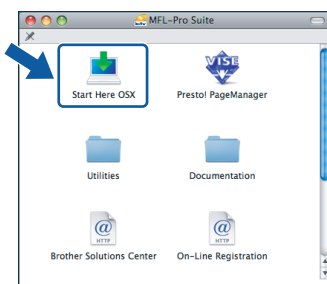 MFL-Pro Suite
VISE
Start Here OSX
Presto! PageManager
Utilities
Documentation
@
HTTP
@
HTTP
Brother Solutions Center
On-Line Registration